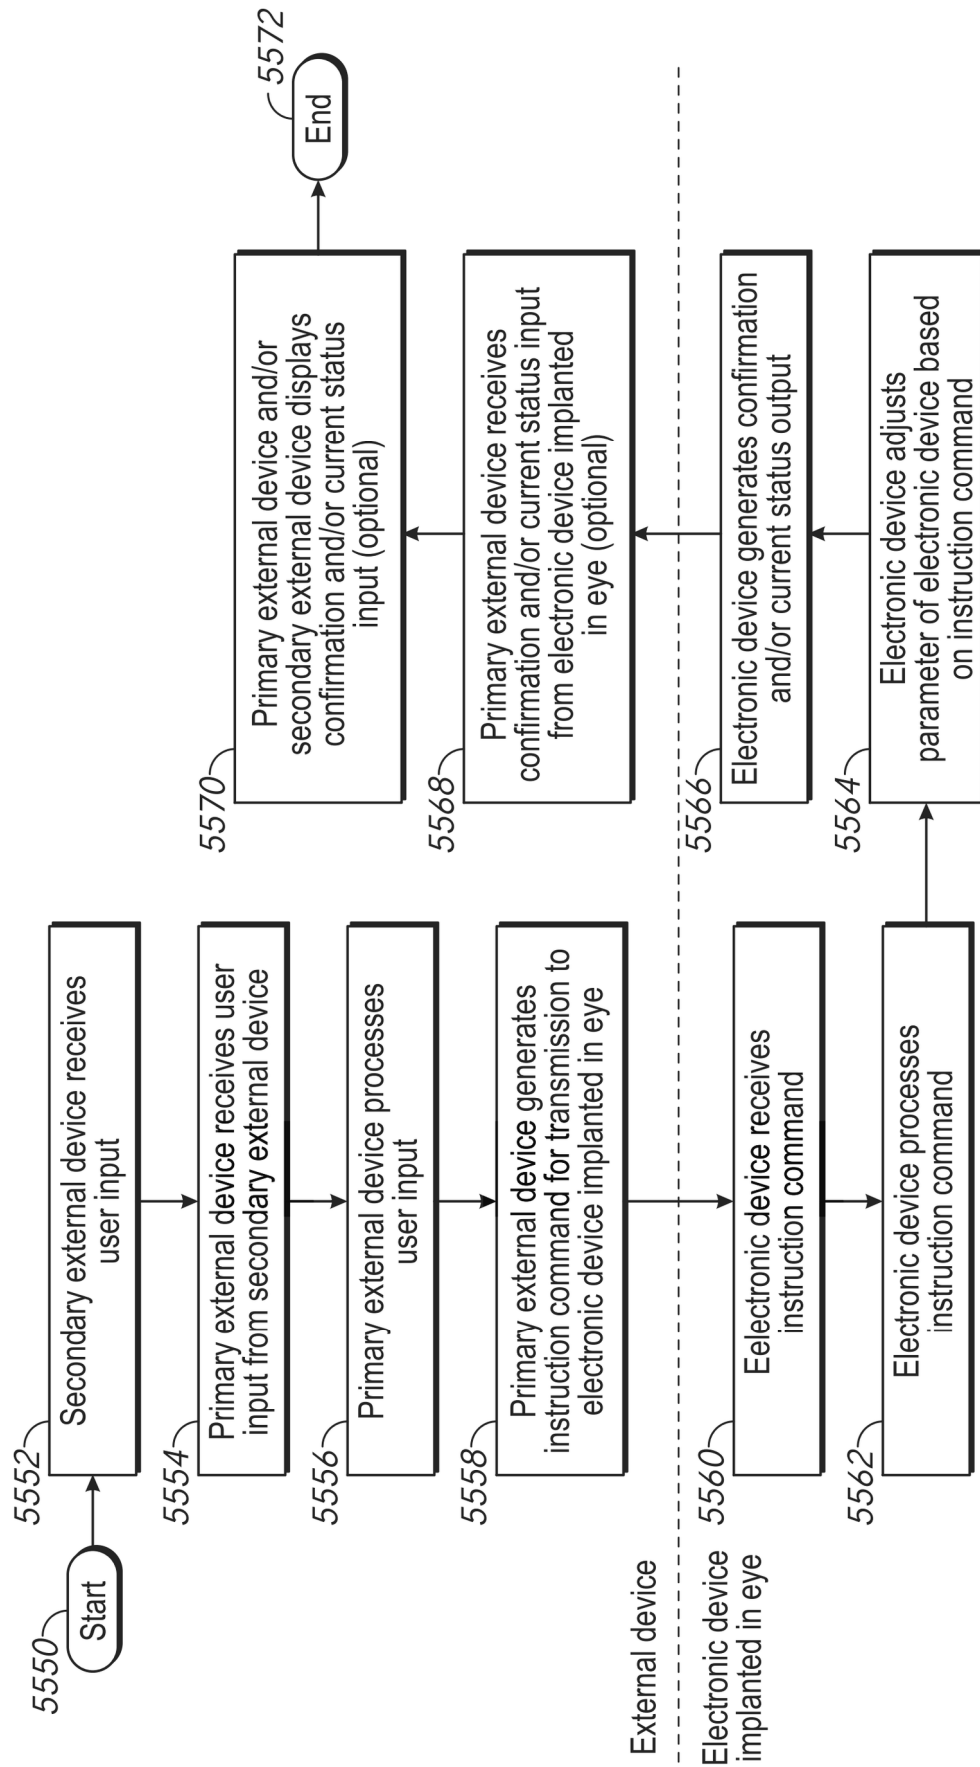 5550
Start
5552
Secondary external device receives
user input
5554
Primary external device receives user
input from secondary external device
5556
Primary external device processes
user input
5558
Primary external device generates
instruction command for transmission to
electronic device implanted in eye
External device
Electronic device
implanted in eye
5560
Eelectronic device receives
instruction command
5562
Electronic device processes
instruction command
5564
Electronic device adjusts
parameter of electronic device based
on instruction command
5566
Electronic device generates confirmation
and/or current status output
5568
Primary external device receives
confirmation and/or current status input
from electronic device implanted
in eye (optional)
5570
Primary external device and/or
secondary external device displays
confirmation and/or current status
input (optional)
5572
End